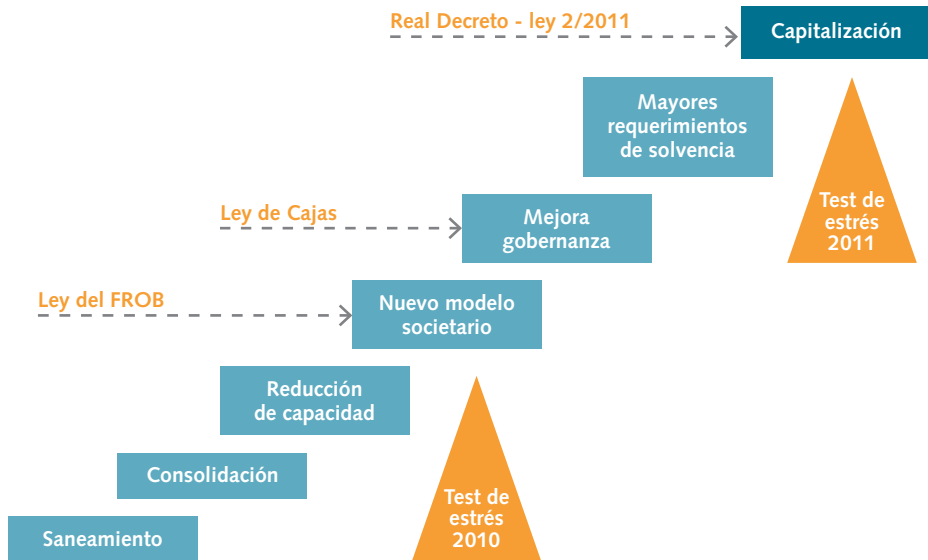 Real Decreto - ley 2/2011
Capitalización
Mayores
requerimientos
de solvencia
Test de
estrés
2011
Ley de Cajas
Mejora
gobernanza
Ley del FROB
Nuevo modelo
societario
Reducción
de capacidad
Consolidación
Test de
estrés
2010
Saneamiento